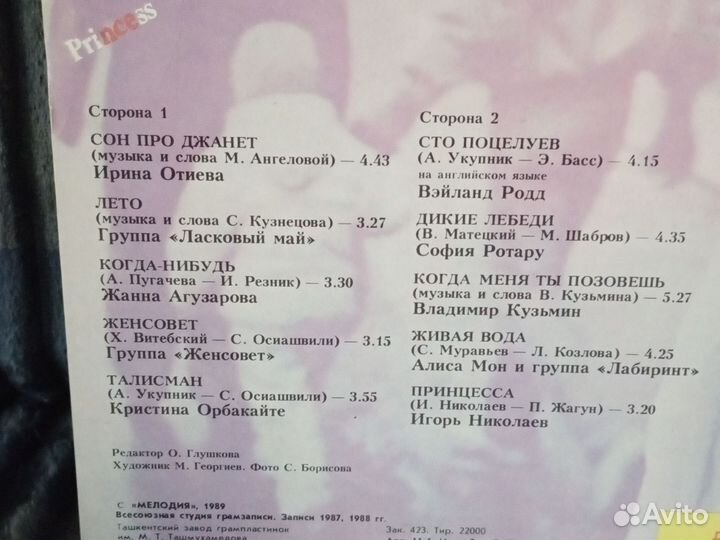 Princess
Сторона 1
СОН ПРО ДЖАНЕТ
(музыка и слова М. Ангеловой) — 4.43
Ирина Отиева
ЛЕТО
(музыка и слова С. Кузнецова) — 3.27
Группа «Ласковый май»
КОГДА-НИБУДЬ
(А. Пугачева — И. Резник) — 3.30
Жанна Агузарова
ЖЕНСОВЕТ
(Х. Витебский — С. Осиашвили) — 3.15
Группа «Женсовет»
ТАЛИСМАН
(А. Укупник — С. Осиашвили) — 3.55
Кристина Орбакайте
Сторона 2
СТО ПОЦЕЛУЕВ
(А. Укупник — Э. Басс) — 4.15
на английском языке
Вэйланд Родд
ДИКИЕ ЛЕБЕДИ
(В. Матецкий — М. Шабров) — 4.35
София Ротару
КОГДА МЕНЯ ТЫ ПОЗОВЕШЬ
(музыка и слова В. Кузьмина) — 5.27
Владимир Кузьмин
ЖИВАЯ ВОДА
(С. Муравьев — Л. Козлова) — 4.25
Алиса Мон и группа «Лабиринт»
ПРИНЦЕССА
(И. Николаев — П. Жагун) — 3.20
Игорь Николаев
Редактор О. Глушкова
Художник М. Георгиев. Фото С. Борисова
С «МЕЛОДИЯ», 1989
Всесоюзная студия грамзаписи. Записи 1987, 1988 гг.
Ташкентский завод грампластинок
им. М. Т. Ташмухамедова
Зак. 423. Тир. 22000
Avito